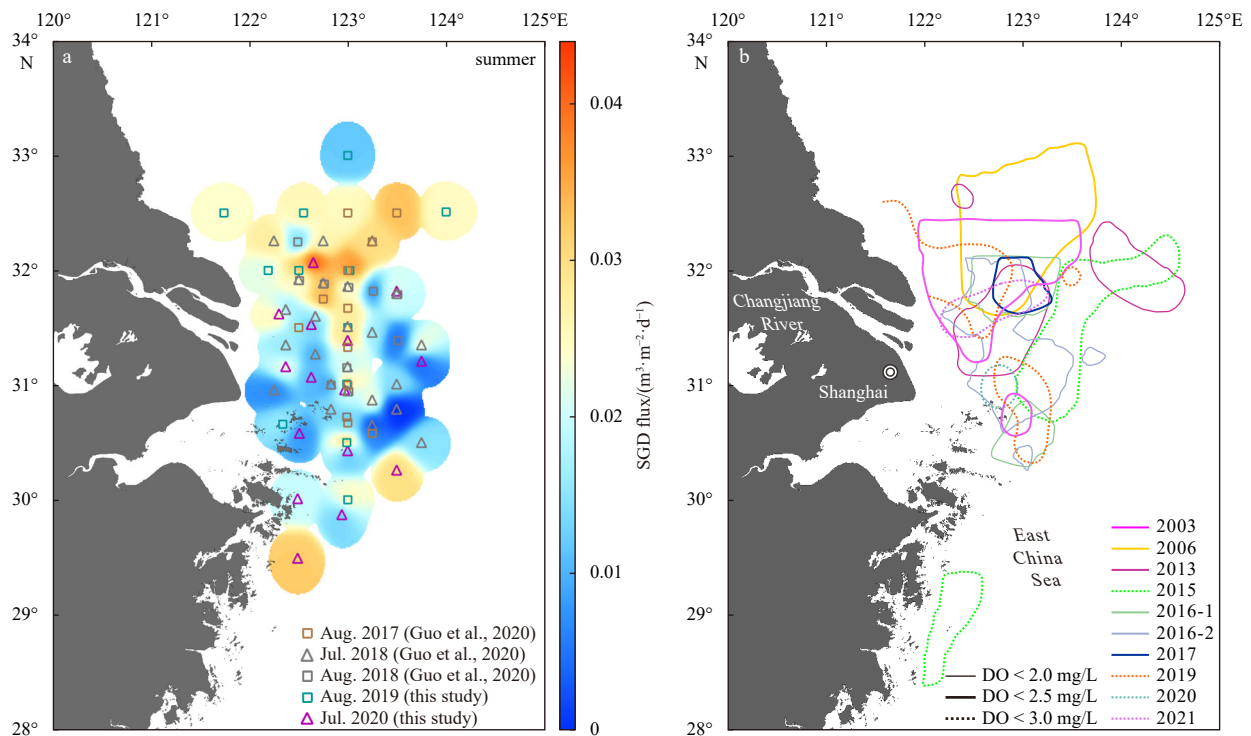 120° 121° 122° 123° 124° 125°
34°
N
33°
32°
31°
30°
29°
28°
a
summer
0.04
0.03
0.02
0.01
0
SGD flux/(m³·m⁻²·d⁻¹)
Aug. 2017 (Guo et al., 2020)
Jul. 2018 (Guo et al., 2020)
Aug. 2018 (Guo et al., 2020)
Aug. 2019 (this study)
Jul. 2020 (this study)
120° 121° 122° 123° 124° 125°E
34°
N
33°
32°
31°
30°
29°
28°
b
Changjiang
River
Shanghai
East
China
Sea
2003
2006
2013
2015
2016-1
2016-2
2017
2019
2020
2021
DO < 2.0 mg/L
DO < 2.5 mg/L
DO < 3.0 mg/L